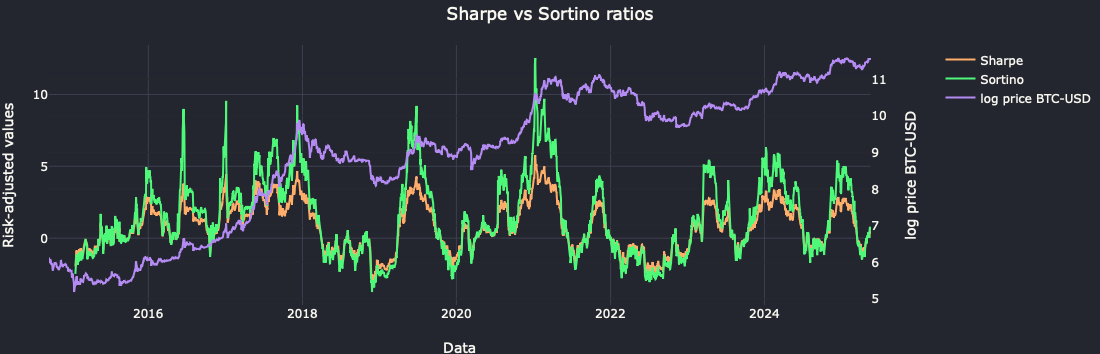 Sharpe vs Sortino ratios
Sharpe
Sortino
log price BTC-USD
Risk-adjusted values
10
5
0
11
10
9
8
7
6
5
log price BTC-USD
2016
2018
2020
2022
2024
Data